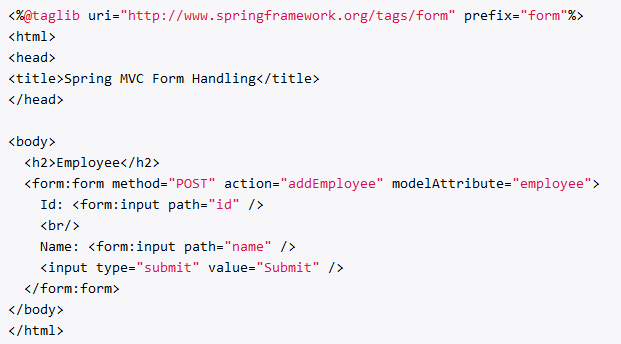 <%@taglib uri="http://www.springframework.org/tags/form" prefix="form"%>
<html>
<head>
<title>Spring MVC Form Handling</title>
</head>

<body>
  <h2>Employee</h2>
  <form:form method="POST" action="addEmployee" modelAttribute="employee">
    Id: <form:input path="id" />
    <br/>
    Name: <form:input path="name" />
    <input type="submit" value="Submit" />
  </form:form>
</body>
</html>